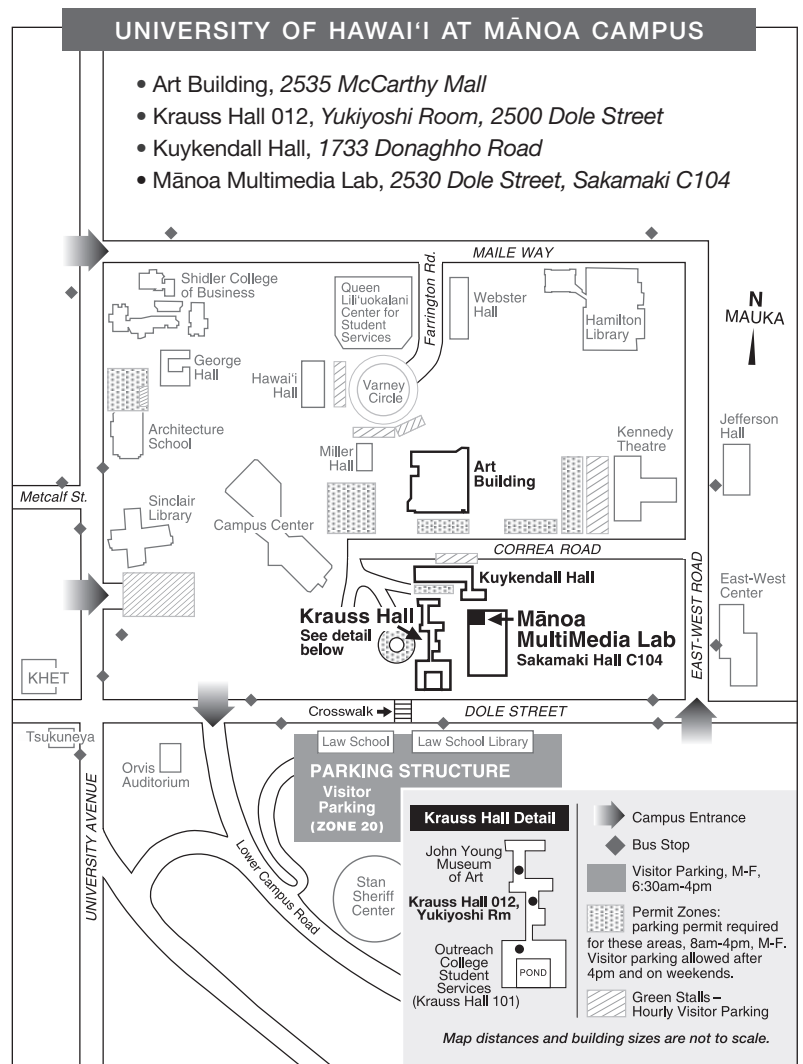 UNIVERSITY OF HAWAIʻI AT MĀNOA CAMPUS
• Art Building, 2535 McCarthy Mall
• Krauss Hall 012, Yukiyoshi Room, 2500 Dole Street
• Kuykendall Hall, 1733 Donaghho Road
• Mānoa Multimedia Lab, 2530 Dole Street, Sakamaki C104
MAILE WAY
Shidler College
of Business
Queen
Liliʻuokalani
Center for
Student
Services
Farrington Rd.
Webster
Hall
Hamilton
Library
N
MAUKA
George
Hall
Hawaiʻi
Hall
Varney
Circle
Architecture
School
Miller
Hall
Art
Building
Kennedy
Theatre
Jefferson
Hall
Metcalf St.
Sinclair
Library
Campus Center
CORREA ROAD
Kuykendall Hall
EAST-WEST ROAD
East-West
Center
Krauss Hall
See detail
below
Mānoa
MultiMedia Lab
Sakamaki Hall C104
KHET
Crosswalk
DOLE STREET
Tsukuneya
Orvis
Auditorium
Law School
Law School Library
PARKING STRUCTURE
Visitor
Parking
(ZONE 20)
UNIVERSITY AVENUE
Lower Campus Road
Stan
Sheriff
Center
Krauss Hall Detail
John Young
Museum
of Art
Krauss Hall 012,
Yukiyoshi Rm
Outreach
College
Student
Services
(Krauss Hall 101)
POND
Campus Entrance
Bus Stop
Visitor Parking, M-F,
6:30am-4pm
Permit Zones:
parking permit required
for these areas, 8am-4pm, M-F.
Visitor parking allowed after
4pm and on weekends.
Green Stalls –
Hourly Visitor Parking
Map distances and building sizes are not to scale.